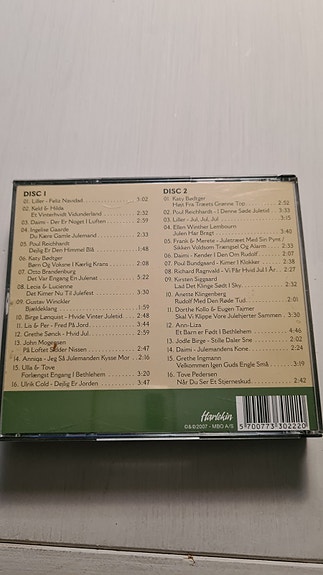 DISC 1
01. Liller - Feliz Navidad 3:02
02. Keld & Hilda
Et Vinterhvidt Vidunderland 2:32
03. Daimi - Der Er Noget I Luften 2:59
04. Ingelise Gaarde
Du Kære Gamle Julemand 2:33
05. Poul Reichhardt
Dejlig Er Den Himmel Blå 1:48
06. Katy Bødtger
Børn Og Voksne I Kærlig Krans 2:08
07. Otto Brandenburg
Det Var Engang En Julenat 2:22
08. Lecia & Lucienne
Det Kimer Nu Til Julefest 3:30
09. Gustav Winckler
Bjældeklang 1:59
10. Birge Lønquist - Hvide Vinter Juletid 2:38
11. Lis & Per - Fred På Jord 3:44
12. Grethe Sønck - Hvid Jul 2:59
13. John Mogensen
På Loftet Sidder Nissen 2:47
14. Anniqa - Jeg Så Julemanden Kysse Mor 2:16
15. Ulla & Tove
Forlængst Engang I Bethlehem 3:20
16. Ulrik Cold - Dejlig Er Jorden 3:47
DISC 2
01. Katy Bødtger
Højt Fra Træets Grønne Top 2:52
02. Poul Reichhardt - I Denne Søde Juletid 3:33
03. Liller - Jul, Jul, Jul 3:15
04. Ellen Winther Lembourn
Julen Har Bragt 3:40
05. Frank & Merete - Juletræet Med Sin Pynt /
Sikken Voldsom Trængsel Og Alarm 2:33
06. Daimi - Kender I Den Om Rudolf 2:07
07. Poul Bundgaard - Kimer I Klokker 2:38
08. Richard Ragnvald - Vi Får Hvid Jul I År 2:27
09. Kirsten Siggaard
Lad Det Klinge Sødt I Sky 2:32
10. Anette Klingenberg
Rudolf Med Den Røde Tud 2:01
11. Dorthe Kollo & Eugen Tajmer
Skal Vi Klippe Vore Julehjerter Sammen 2:30
12. Ann-Liza
Et Barn er Født I Bethlehem 1:29
13. Jodle Birge - Stille Daler Sne 2:02
14. Daimi - Julemandens Kone 2:24
15. Grethe Ingmann
Velkommen Igen Guds Engle Små 3:19
16. Tove Pedersen
Når Du Ser Et Stjerneskud 2:42
Harlekin
©&℗2007 - MBO A/S
5 700773 302220